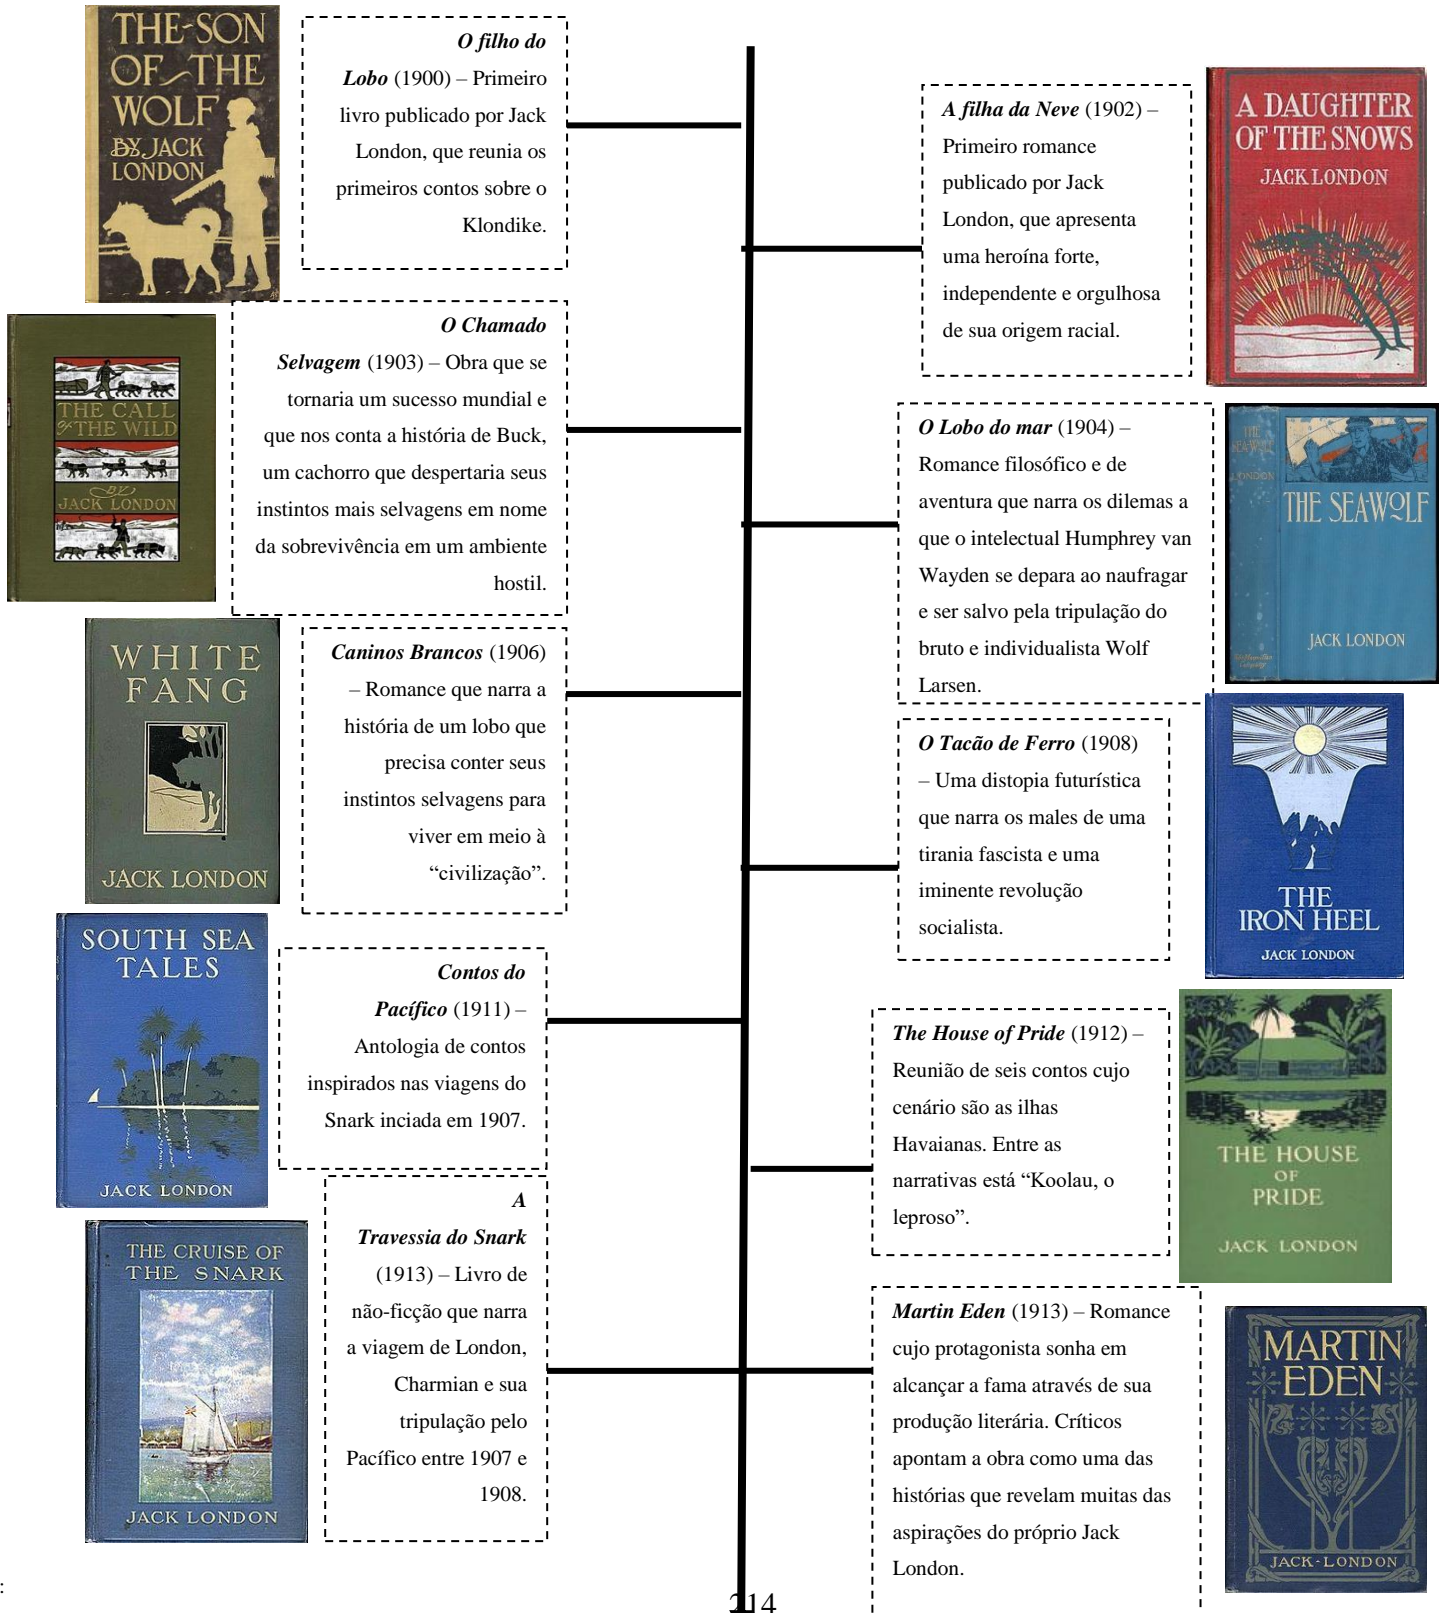 THE-SON
OF THE
WOLF
BY JACK
LONDON
O filho do
Lobo (1900) – Primeiro
livro publicado por Jack
London, que reunia os
primeiros contos sobre o
Klondike.
A filha da Neve (1902) –
Primeiro romance
publicado por Jack
London, que apresenta
uma heroína forte,
independente e orgulhosa
de sua origem racial.
A DAUGHTER
OF THE SNOWS
JACK LONDON
THE CALL
OF THE WILD
BY
JACK LONDON
O Chamado
Selvagem (1903) – Obra que se
tornaria um sucesso mundial e
que nos conta a história de Buck,
um cachorro que despertaria seus
instintos mais selvagens em nome
da sobrevivência em um ambiente
hostil.
O Lobo do mar (1904) –
Romance filosófico e de
aventura que narra os dilemas a
que o intelectual Humphrey van
Wayden se depara ao naufragar
e ser salvo pela tripulação do
bruto e individualista Wolf
Larsen.
THE
SEA-WOLF
LONDON
THE SEA-WOLF
JACK LONDON
WHITE
FANG
JACK LONDON
Caninos Brancos (1906)
– Romance que narra a
história de um lobo que
precisa conter seus
instintos selvagens para
viver em meio à
“civilização”.
O Tacão de Ferro (1908)
– Uma distopia futurística
que narra os males de uma
tirania fascista e uma
iminente revolução
socialista.
THE
IRON HEEL
JACK LONDON
SOUTH SEA
TALES
JACK LONDON
Contos do
Pacífico (1911) –
Antologia de contos
inspirados nas viagens do
Snark inciada em 1907.
The House of Pride (1912) –
Reunião de seis contos cujo
cenário são as ilhas
Havaianas. Entre as
narrativas está “Koolau, o
leproso”.
THE HOUSE
OF
PRIDE
JACK LONDON
THE CRUISE OF
THE SNARK
JACK LONDON
A
Travessia do Snark
(1913) – Livro de
não-ficção que narra
a viagem de London,
Charmian e sua
tripulação pelo
Pacífico entre 1907 e
1908.
Martin Eden (1913) – Romance
cujo protagonista sonha em
alcançar a fama através de sua
produção literária. Críticos
apontam a obra como uma das
histórias que revelam muitas das
aspirações do próprio Jack
London.
MARTIN
EDEN
JACK-LONDON
:
214